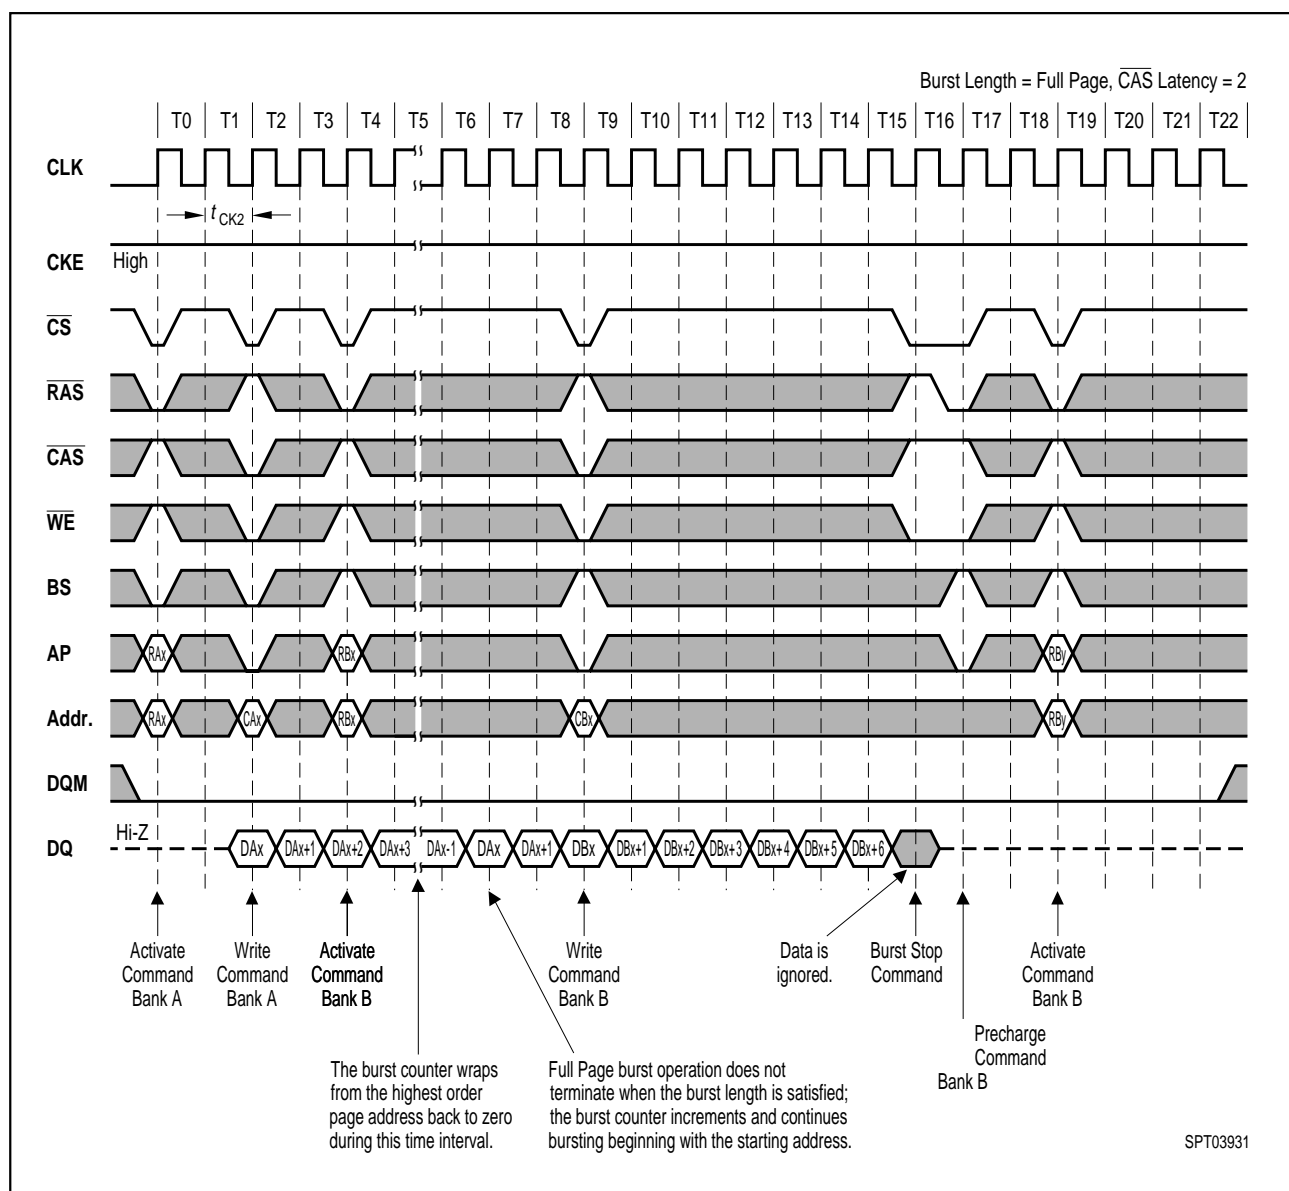 Burst Length = Full Page, CAS Latency = 2
T0 T1 T2 T3 T4 T5 T6 T7 T8 T9 T10 T11 T12 T13 T14 T15 T16 T17 T18 T19 T20 T21 T22
CLK
t CK2
CKE High
CS
RAS
CAS
WE
BS
AP RAx RBx RBy
Addr. RAx CAx RBx CBx RBy
DQM
Hi-Z
DQ DAx DAx+1 DAx+2 DAx+3 DAx-1 DAx DAx+1 DBx DBx+1 DBx+2 DBx+3 DBx+4 DBx+5 DBx+6
Activate
Command
Bank A
Write
Command
Bank A
Activate
Command
Bank B
Write
Command
Bank B
Data is
ignored.
Burst Stop
Command
Activate
Command
Bank B
Precharge
Command
Bank B
The burst counter wraps
from the highest order
page address back to zero
during this time interval.
Full Page burst operation does not
terminate when the burst length is satisfied;
the burst counter increments and continues
bursting beginning with the starting address.
SPT03931